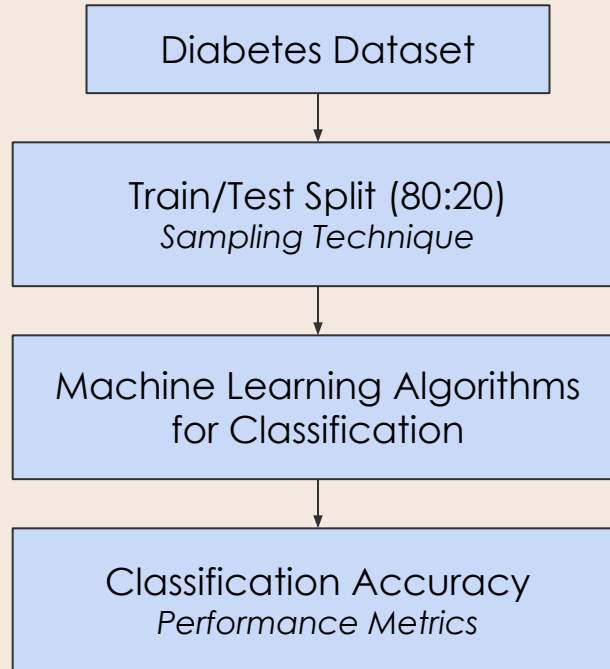 Diabetes Dataset
Train/Test Split (80:20)
Sampling Technique
Machine Learning Algorithms
for Classification
Classification Accuracy
Performance Metrics